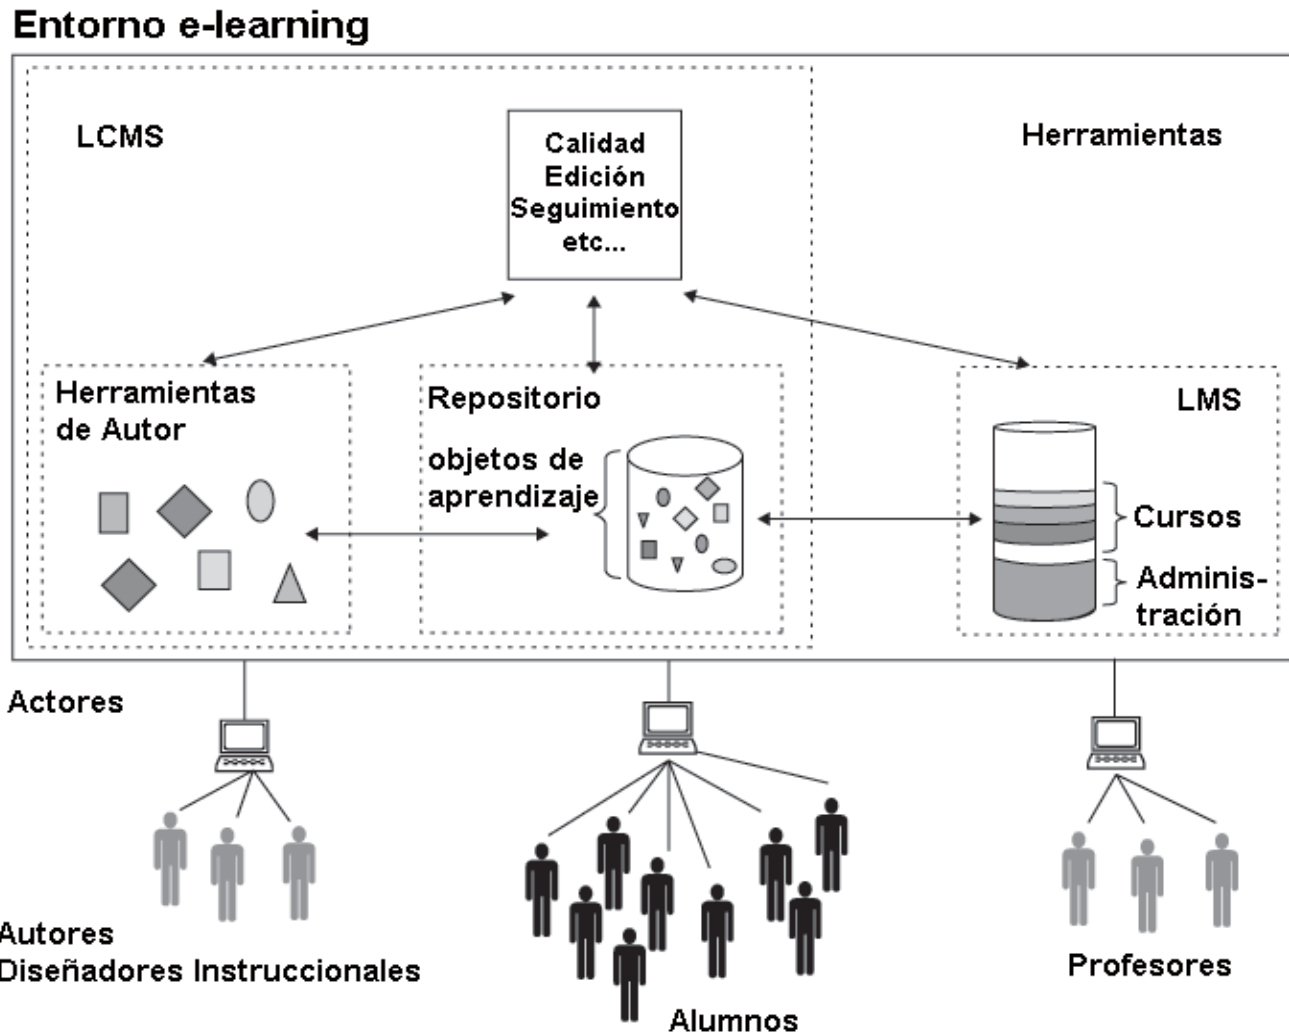 Entorno e-learning
LCMS
Calidad
Edición
Seguimiento
etc...
Herramientas
Herramientas
de Autor
Repositorio
objetos de
aprendizaje
LMS
Cursos
Adminis-
tración
Actores
Autores
Diseñadores Instruccionales
Alumnos
Profesores